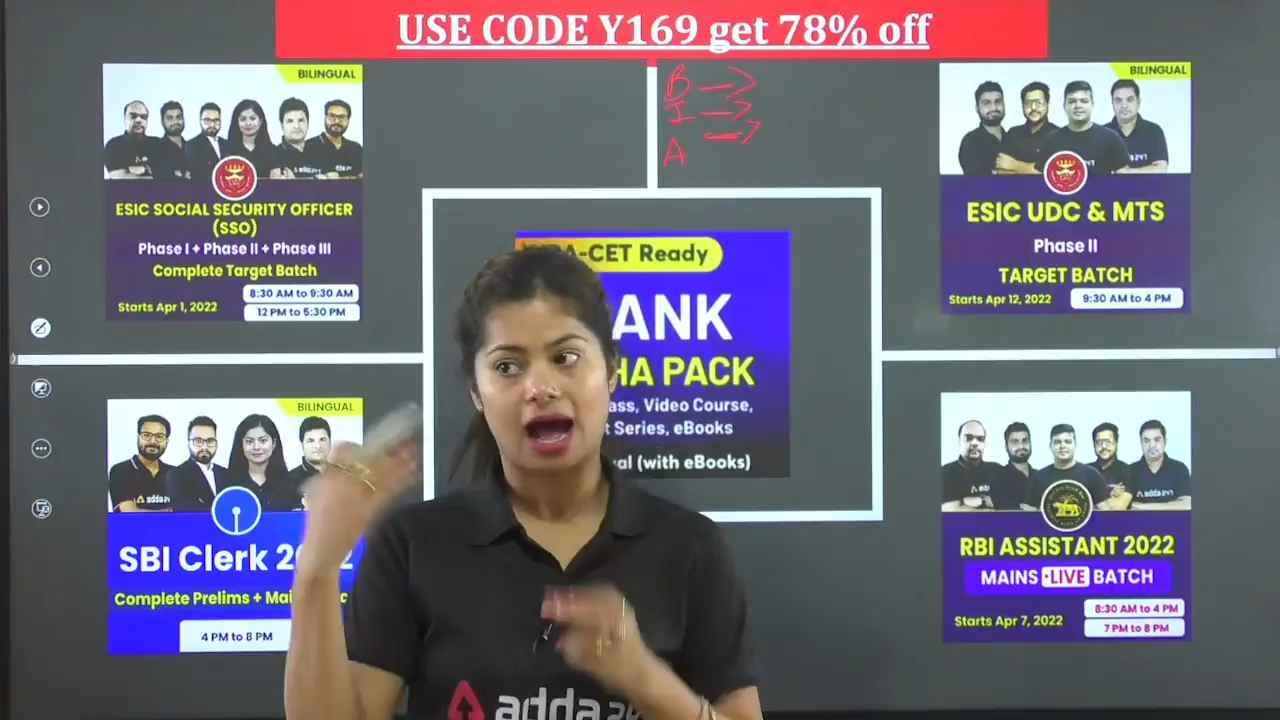 USE CODE Y169 get 78% off
B →
I →
A →
BILINGUAL
ESIC SOCIAL SECURITY OFFICER
(SSO)
Phase I + Phase II + Phase III
Complete Target Batch
Starts Apr 1, 2022
8:30 AM to 9:30 AM
12 PM to 5:30 PM
BILINGUAL
ESIC UDC & MTS
Phase II
TARGET BATCH
Starts Apr 12, 2022
9:30 AM to 4 PM
A-CET Ready
ANK
HA PACK
ass, Video Course,
t Series, eBooks
al (with eBooks)
BILINGUAL
adda24
SBI Clerk 2 2
Complete Prelims + Mai c
4 PM to 8 PM
adda247
RBI ASSISTANT 2022
MAINS LIVE BATCH
Starts Apr 7, 2022
8:30 AM to 4 PM
7 PM to 8 PM
adda24